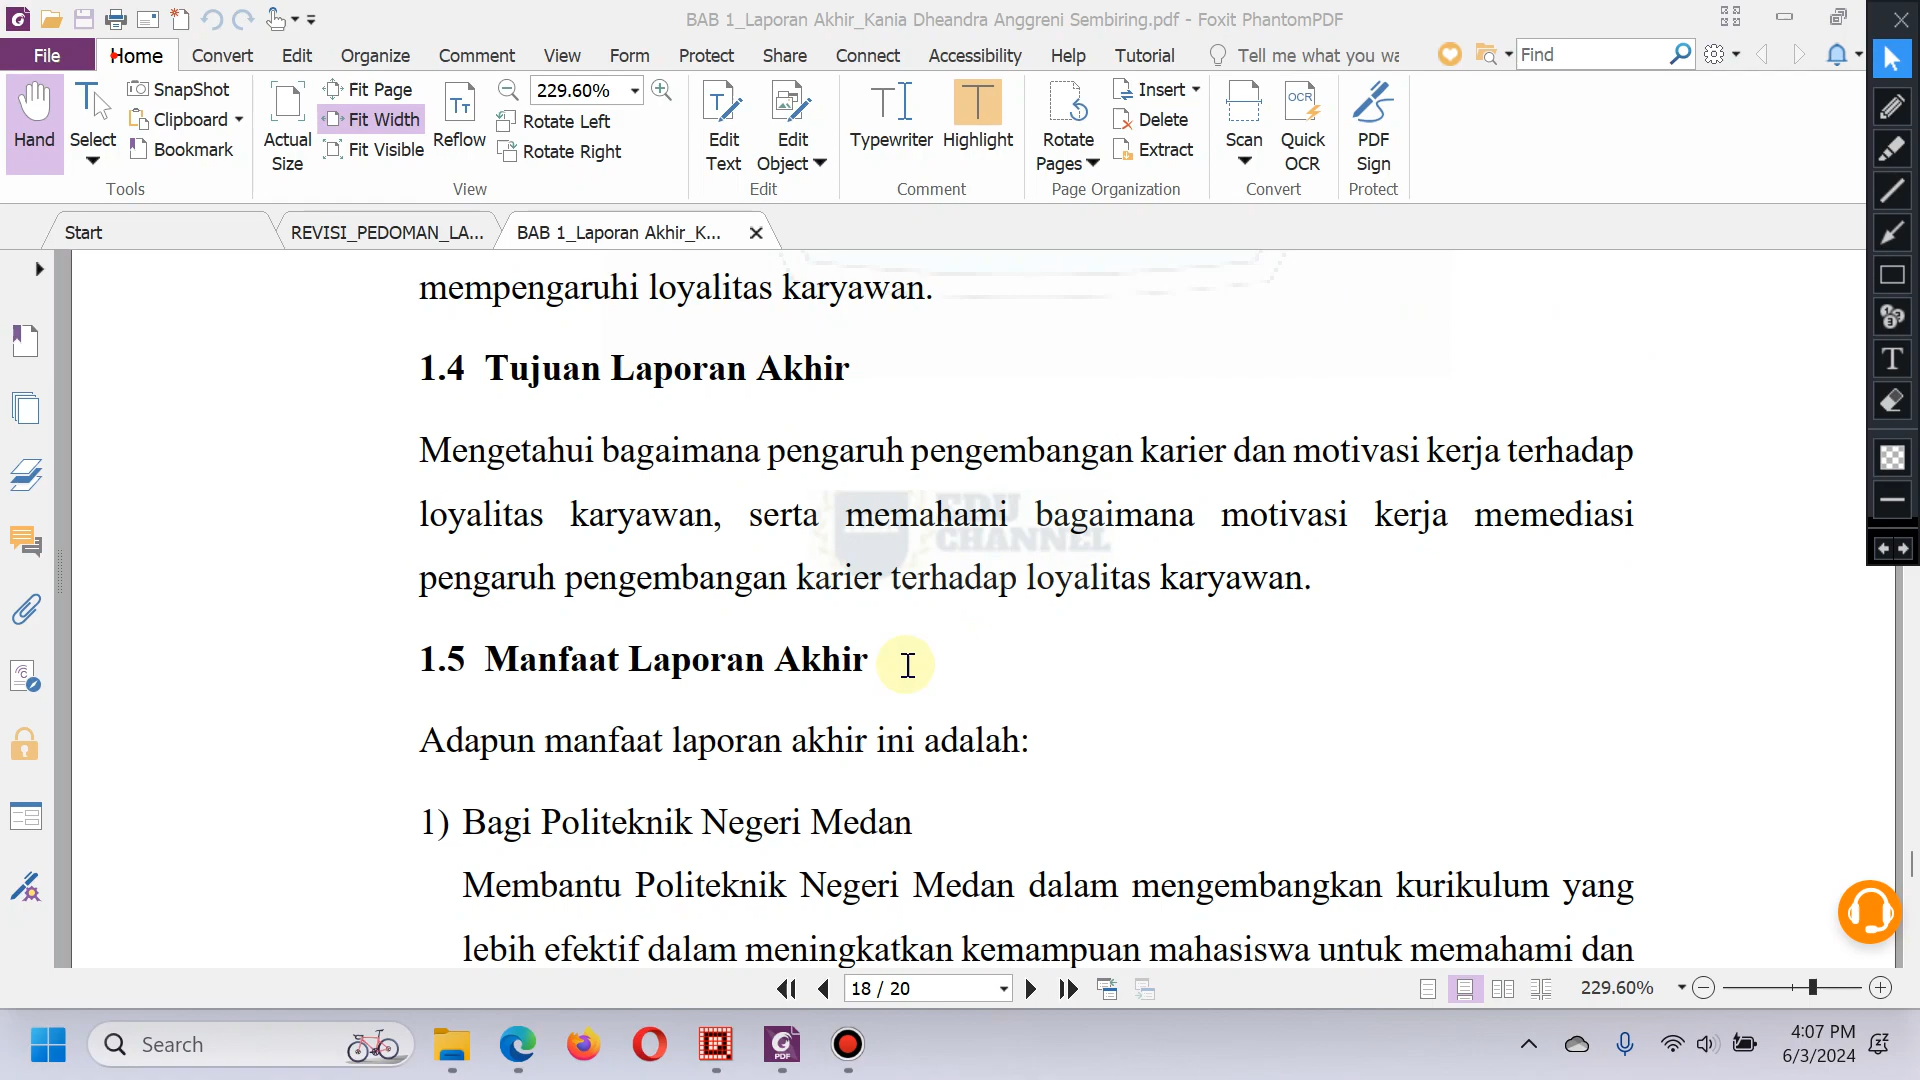 BAB 1_Laporan Akhir_Kania Dheandra Anggreni Sembiring.pdf - Foxit PhantomPDF
File Home Convert Edit Organize Comment View Form Protect Share Connect Accessibility Help Tutorial Tell me what you wa Find
Hand
Select
SnapShot
Clipboard
Bookmark
Tools
Actual Size
Fit Page
Fit Width
Fit Visible
Reflow
229.60%
Rotate Left
Rotate Right
View
Edit Text
Edit Object
Edit
Typewriter
Highlight
Comment
Rotate Pages
Insert
Delete
Extract
Page Organization
Scan
OCR
Quick OCR
Convert
PDF Sign
Protect
Start
REVISI_PEDOMAN_LA...
BAB 1_Laporan Akhir_K...
mempengaruhi loyalitas karyawan.
1.4 Tujuan Laporan Akhir
Mengetahui bagaimana pengaruh pengembangan karier dan motivasi kerja terhadap
loyalitas karyawan, serta memahami bagaimana motivasi kerja memediasi
pengaruh pengembangan karier terhadap loyalitas karyawan.
EDU
CHANNEL
1.5 Manfaat Laporan Akhir
Adapun manfaat laporan akhir ini adalah:
1) Bagi Politeknik Negeri Medan
Membantu Politeknik Negeri Medan dalam mengembangkan kurikulum yang
lebih efektif dalam meningkatkan kemampuan mahasiswa untuk memahami dan
18 / 20
229.60%
Search
PDF
4:07 PM
6/3/2024